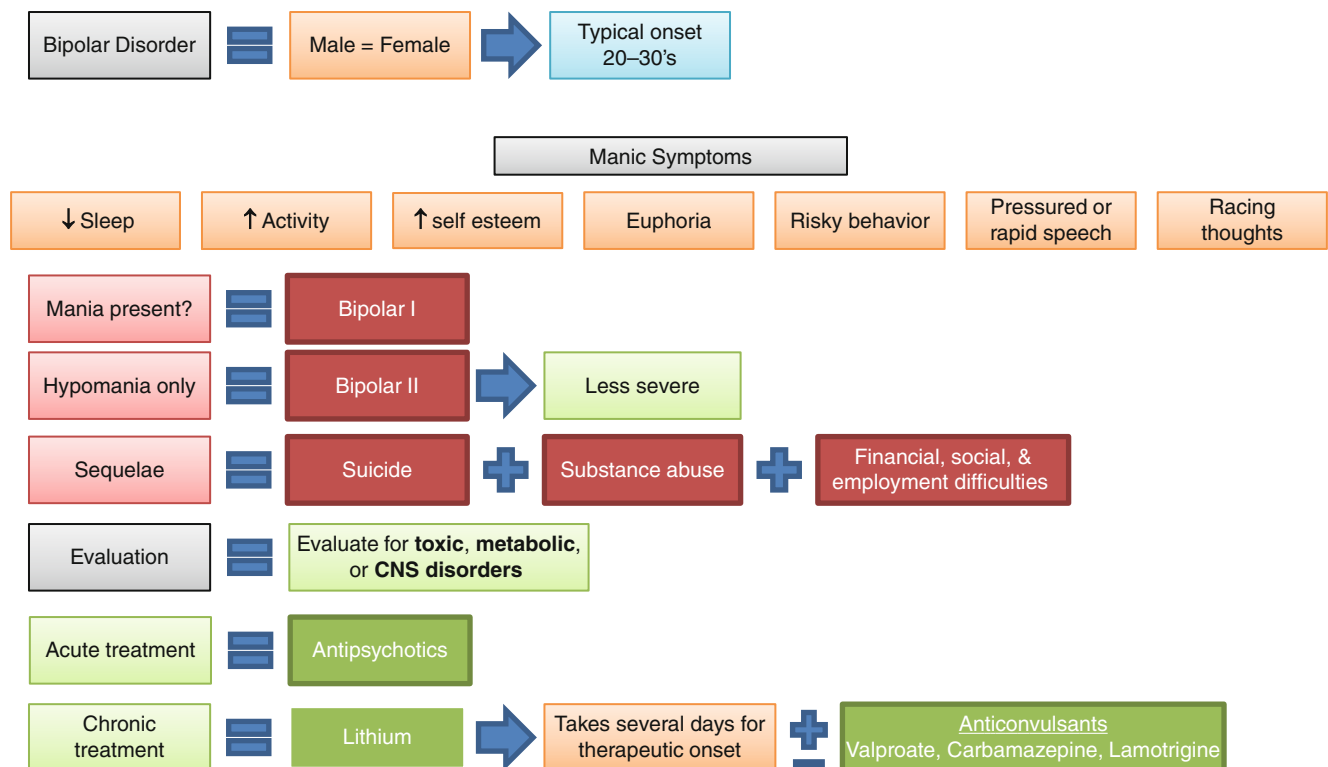 Bipolar Disorder
Male = Female
Typical onset
20–30's
Manic Symptoms
↓ Sleep
↑ Activity
↑ self esteem
Euphoria
Risky behavior
Pressured or
rapid speech
Racing
thoughts
Mania present?
Bipolar I
Hypomania only
Bipolar II
Less severe
Sequelae
Suicide
Substance abuse
Financial, social, &
employment difficulties
Evaluation
Evaluate for toxic, metabolic,
or CNS disorders
Acute treatment
Antipsychotics
Chronic
treatment
Lithium
Takes several days for
therapeutic onset
Anticonvulsants
Valproate, Carbamazepine, Lamotrigine